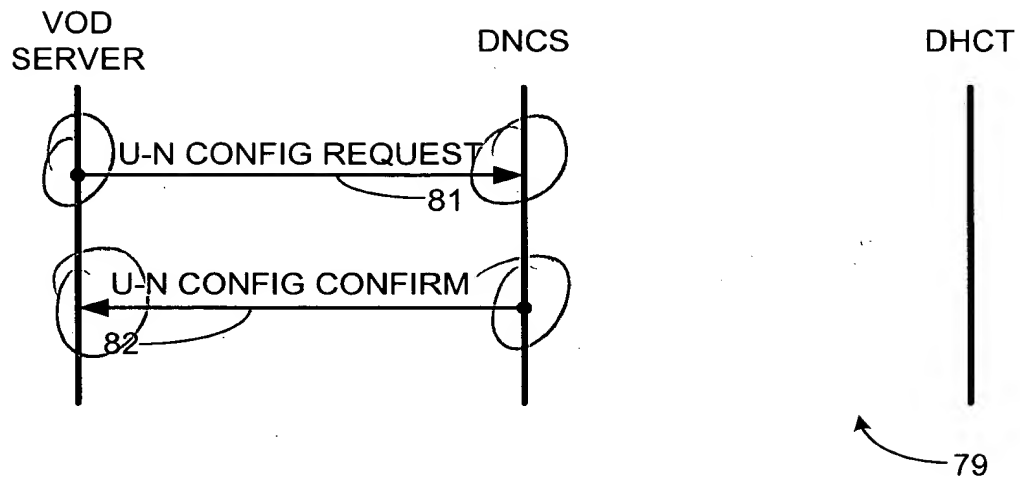 VOD
SERVER
DNCS
DHCT
U-N CONFIG REQUEST
81
U-N CONFIG CONFIRM
82
79